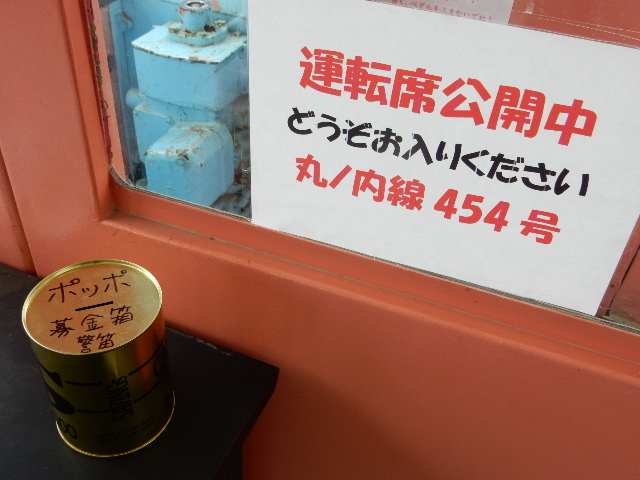 運転席公開中
どうぞお入りください
丸ノ内線 454 号
ポッポ
募金箱
警笛
SAVINGS